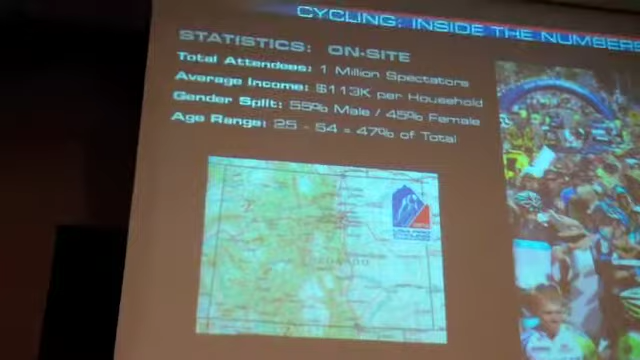 CYCLING: INSIDE THE NUMBERS
STATISTICS: ON-SITE
Total Attendees: 1 Million Spectators
Average Income: $113K per Household
Gender Split: 55% Male / 45% Female
Age Range: 25 - 54 = 47% of Total
COLORADO